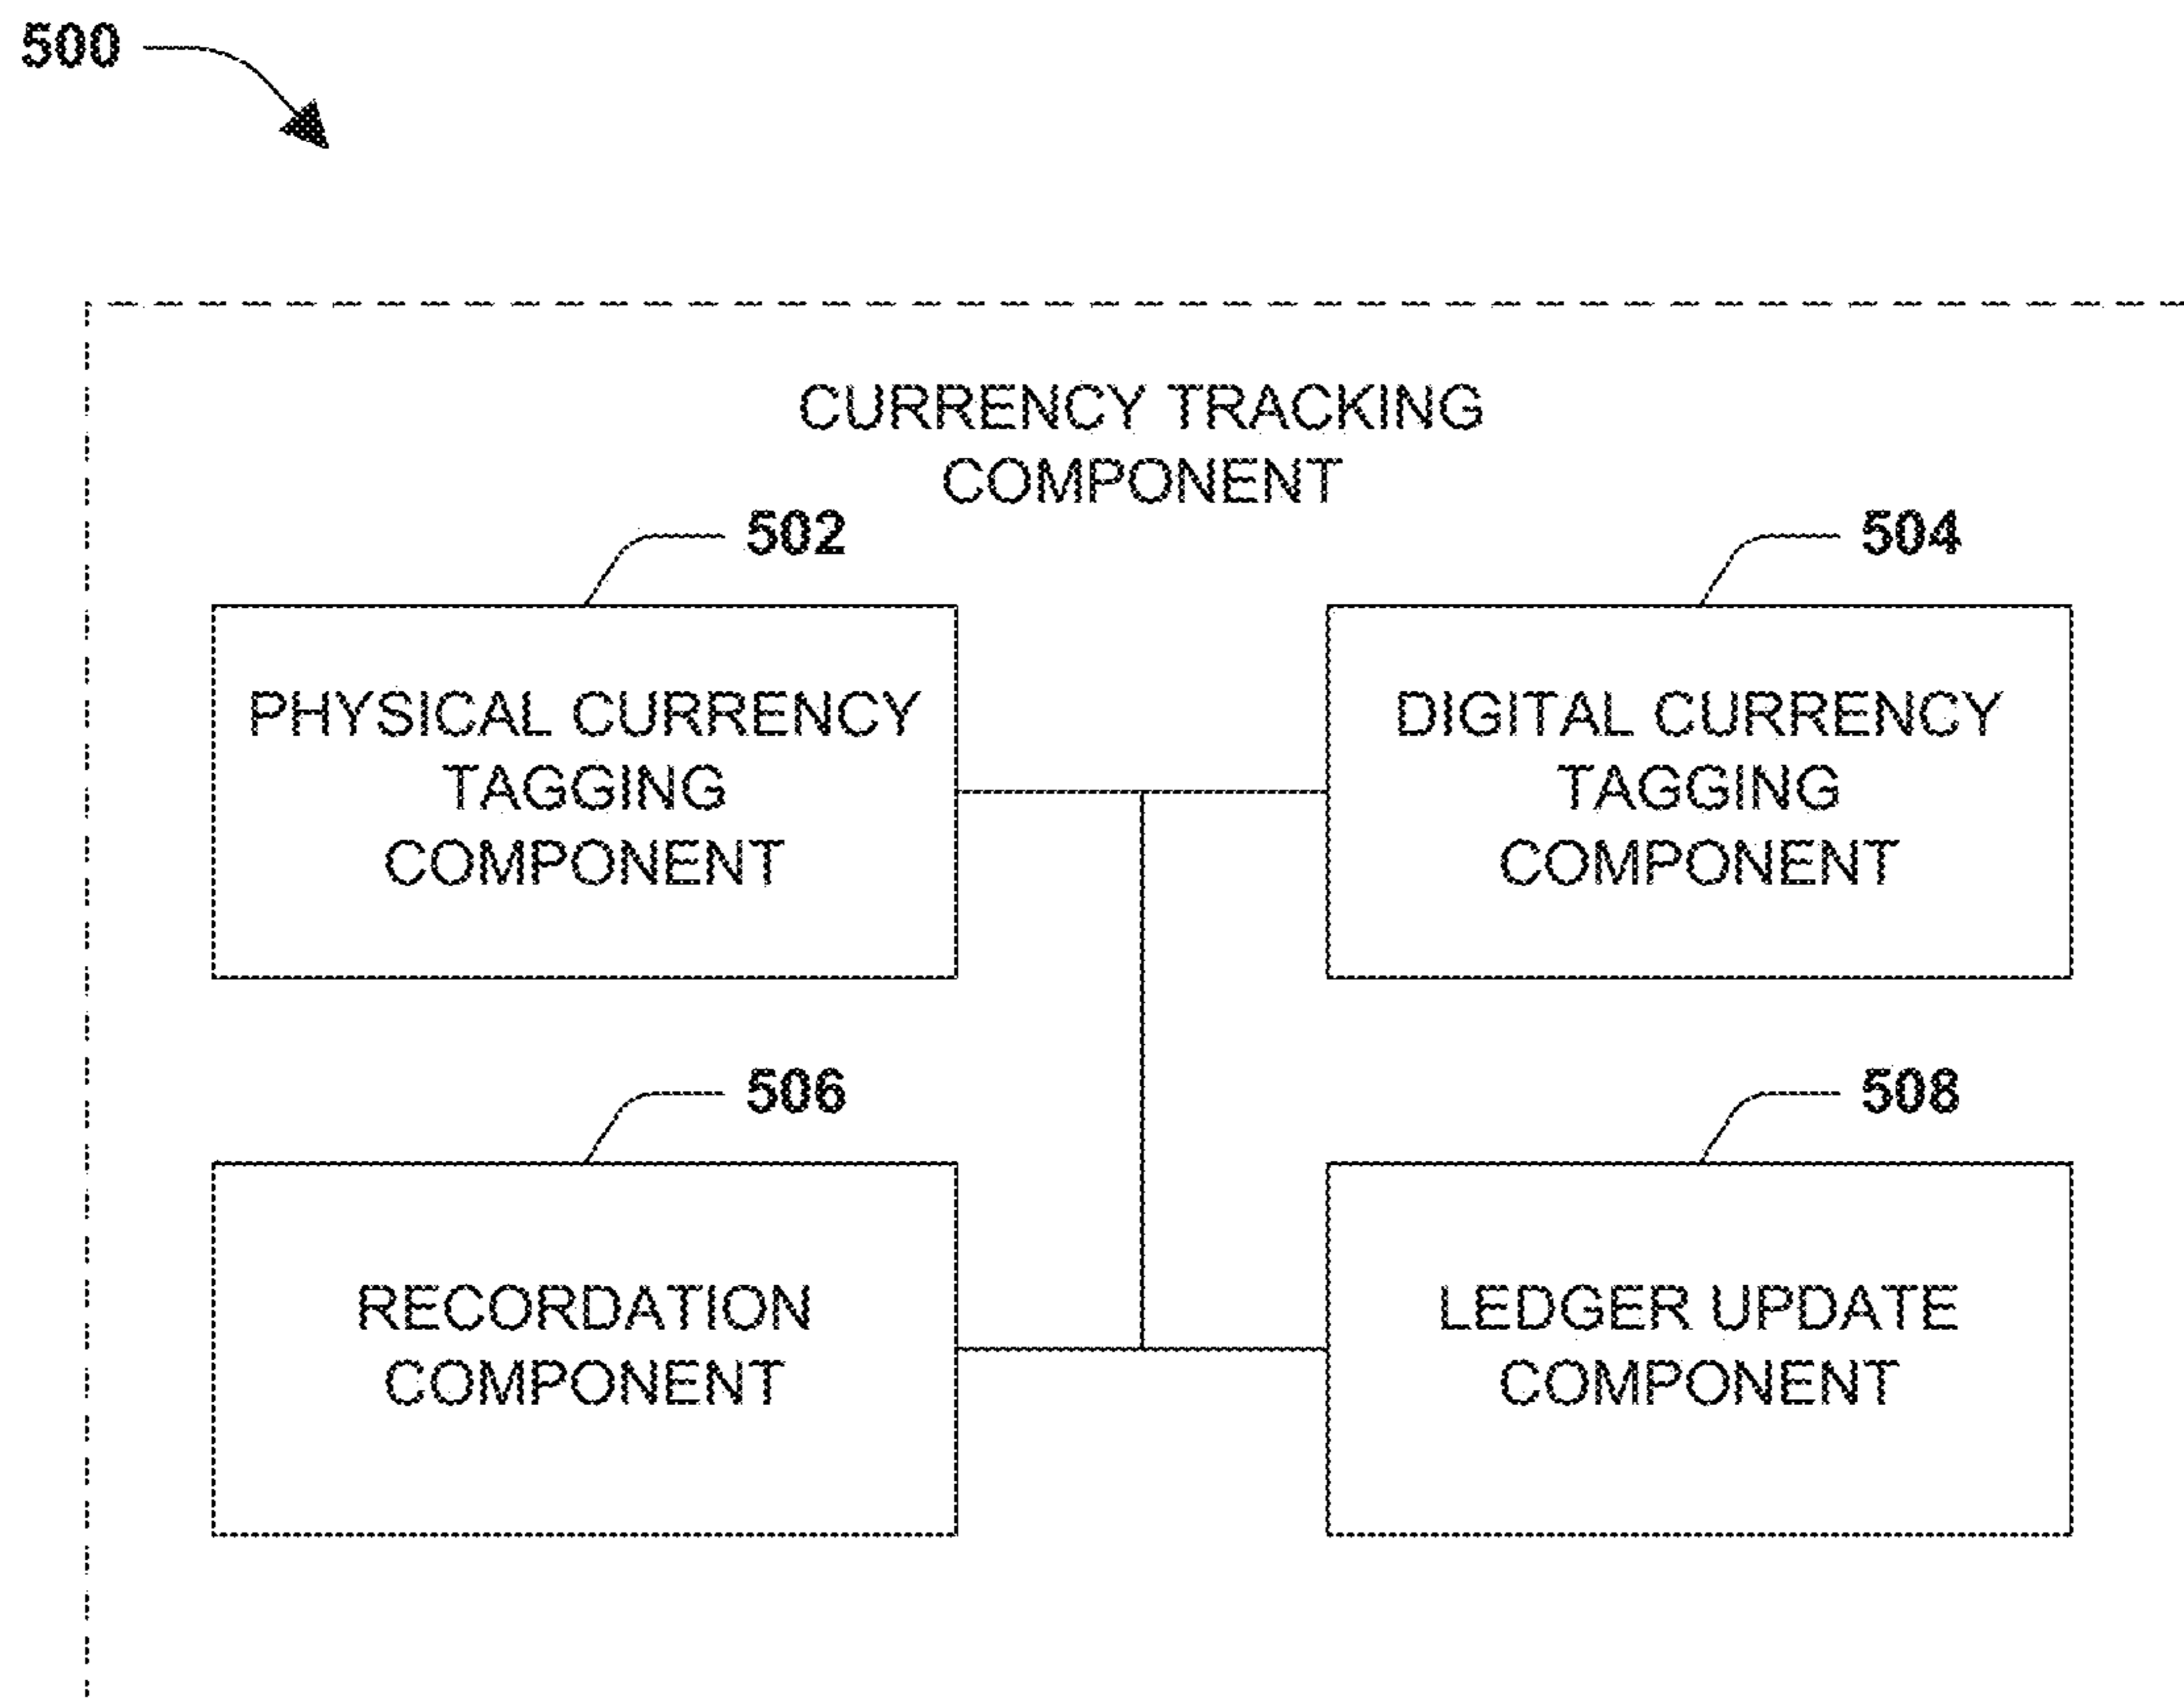 500
CURRENCY TRACKING
COMPONENT
502
504
PHYSICAL CURRENCY
TAGGING
COMPONENT
DIGITAL CURRENCY
TAGGING
COMPONENT
506
508
RECORDATION
COMPONENT
LEDGER UPDATE
COMPONENT